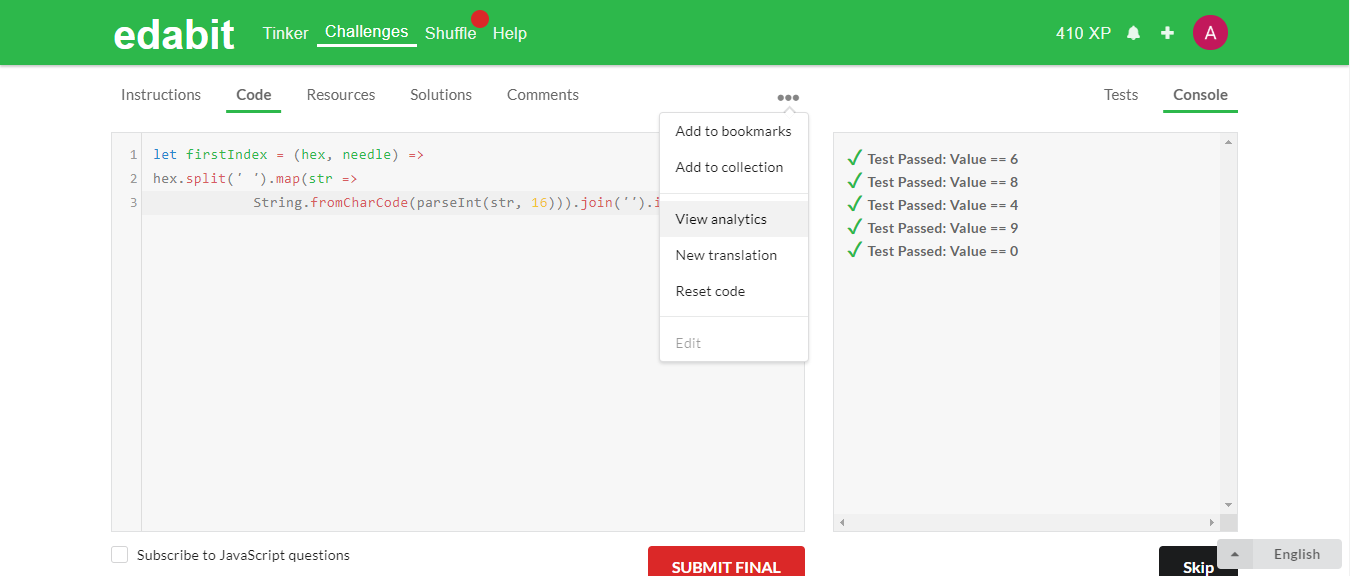 edabit Tinker Challenges Shuffle Help 410 XP A
Instructions Code Resources Solutions Comments Tests Console
Add to bookmarks
Add to collection
View analytics
New translation
Reset code
Edit
1 let firstIndex = (hex, needle) =>
2 hex.split(' ').map(str =>
3 String.fromCharCode(parseInt(str, 16))).join('').i
Test Passed: Value == 6
Test Passed: Value == 8
Test Passed: Value == 4
Test Passed: Value == 9
Test Passed: Value == 0
Subscribe to JavaScript questions
SUBMIT FINAL
Skip
English